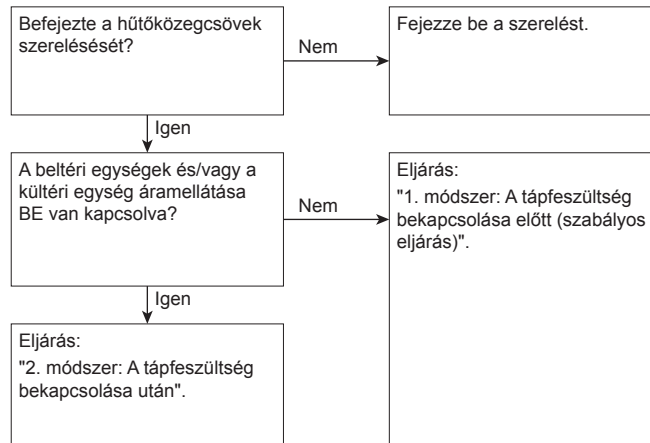 Befejezte a hűtőközegcsövek
szerelésését?
Nem
Fejezze be a szerelést.
Igen
A beltéri egységek és/vagy a
kültéri egység áramellátása
BE van kapcsolva?
Nem
Eljárás:
"1. módszer: A tápfeszültség
bekapcsolása előtt (szabályos
eljárás)".
Igen
Eljárás:
"2. módszer: A tápfeszültség
bekapcsolása után".